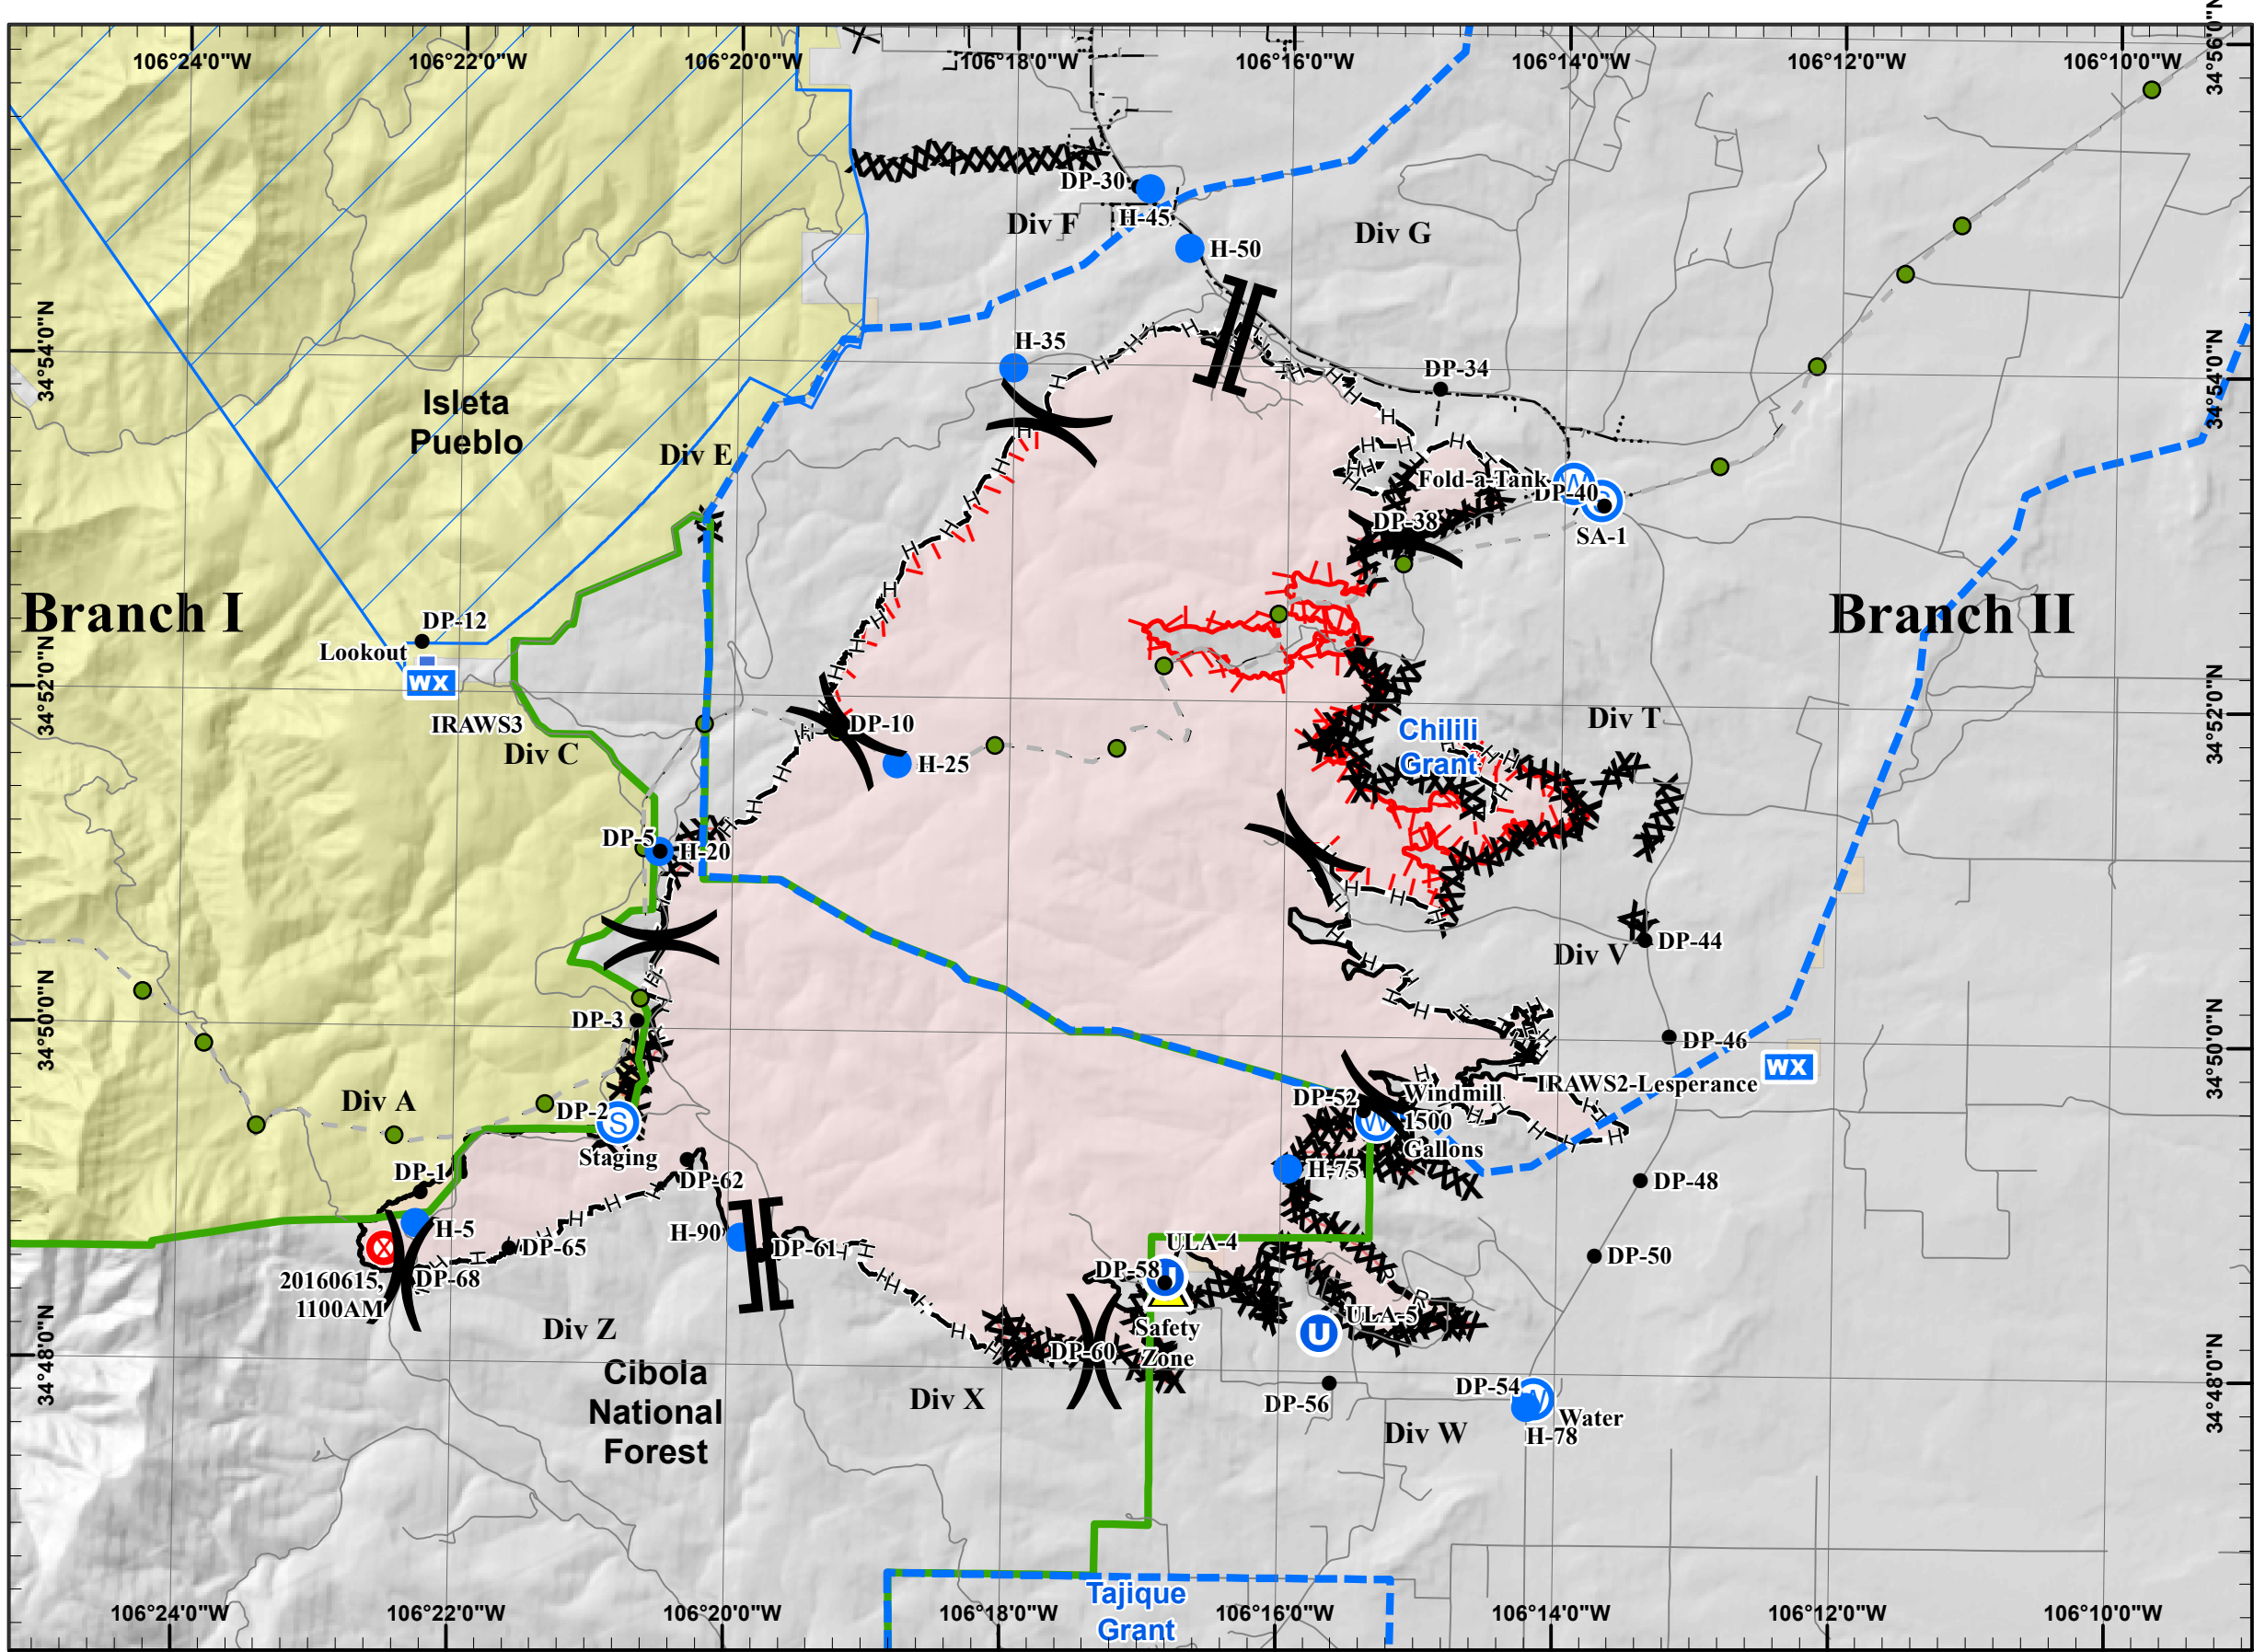 106°24'0"W
106°22'0"W
106°20'0"W
106°18'0"W
106°16'0"W
106°14'0"W
106°12'0"W
106°10'0"W
34°56'0"N
DP-30
H-45
Div F
Div G
H-50
34°54'0"N
H-35
DP-34
34°54'0"N
Isleta
Pueblo
Div E
Fold-a-Tank
W
DP-40
DP-38
SA-1
Branch I
Branch II
DP-12
Lookout
WX
IRAWS3
34°52'0"N
34°52'0"N
Div C
DP-10
H-25
Chilili
Grant
Div T
DP-5
H-20
Div V
DP-44
34°50'0"N
DP-3
DP-46
34°50'0"N
WX
IRAWS2-Lesperance
Div A
DP-2
S
Staging
DP-52
W
Windmill
1500
Gallons
DP-1
DP-62
H-75
DP-48
H-5
H-90
DP-61
DP-65
X
DP-68
20160615,
1100AM
ULA-4
DP-58
U
Safety
Zone
DP-50
ULA-5
U
Div Z
DP-60
34°48'0"N
34°48'0"N
Cibola
National
Forest
Div X
DP-56
DP-54
W
Water
H-78
Div W
Tajique
Grant
106°24'0"W
106°22'0"W
106°20'0"W
106°18'0"W
106°16'0"W
106°14'0"W
106°12'0"W
106°10'0"W